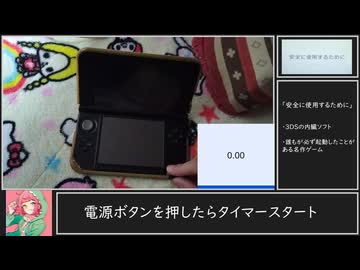 安全に使用するために
「安全に使用するために」
・3DSの内臓ソフト
・誰もが必ず起動したことが
ある名作ゲーム
0.00
電源ボタンを押したらタイマースタート